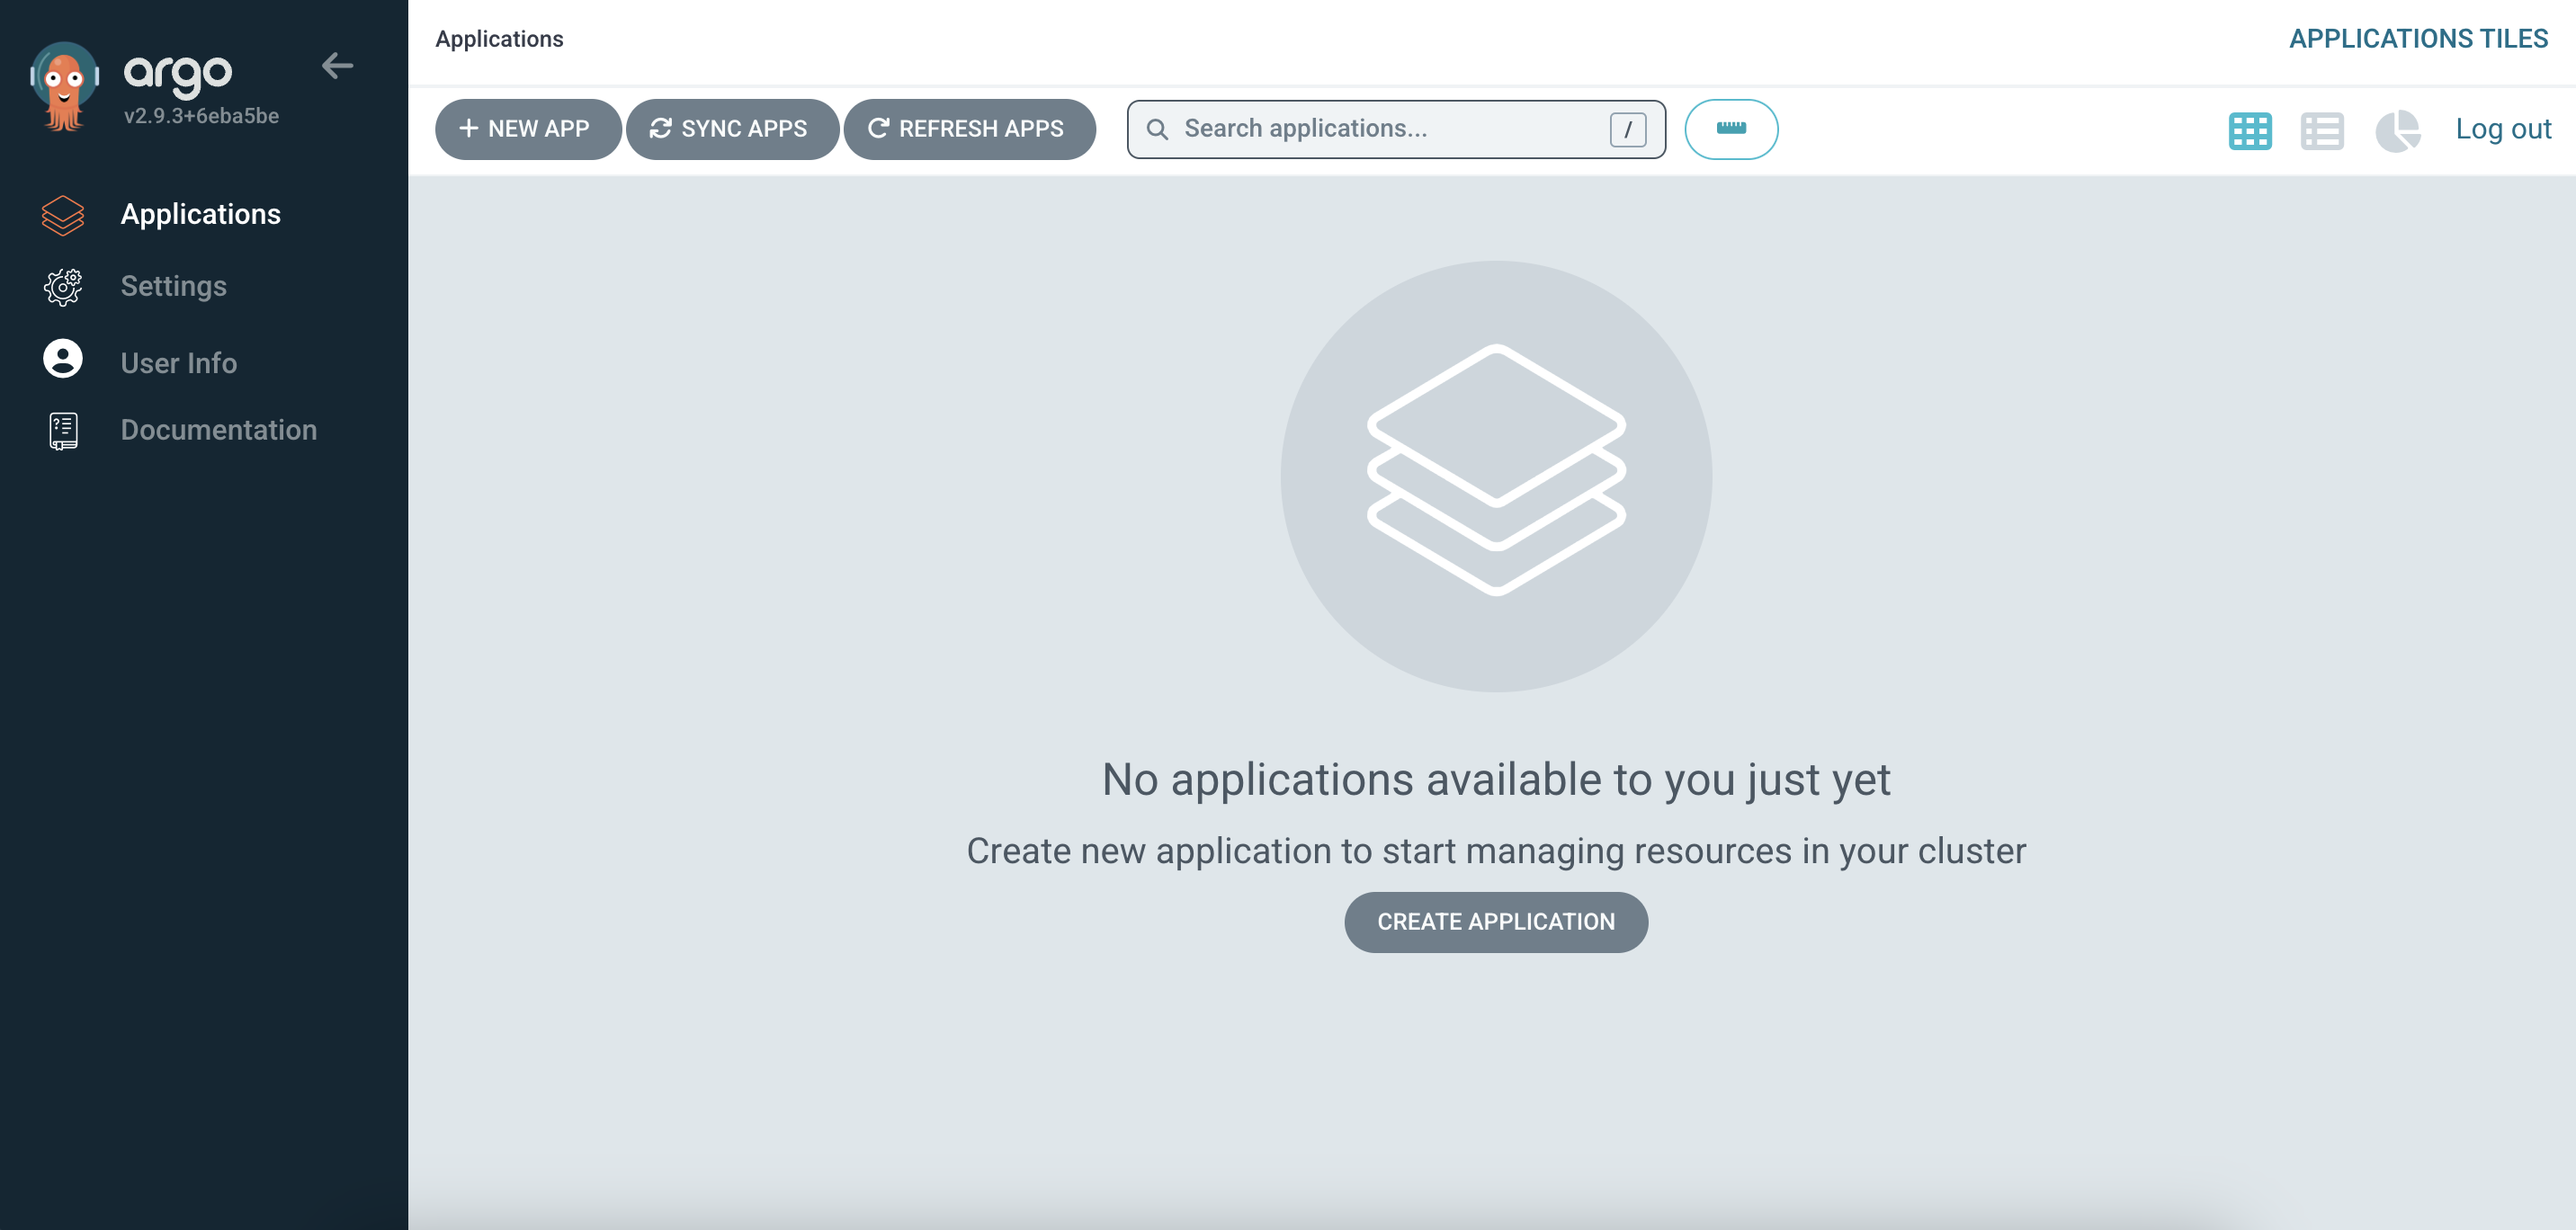 argo
v2.9.3+6eba5be
Applications
Settings
User Info
Documentation
Applications
APPLICATIONS TILES
NEW APP
SYNC APPS
REFRESH APPS
Search applications...
/
Log out
No applications available to you just yet
Create new application to start managing resources in your cluster
CREATE APPLICATION